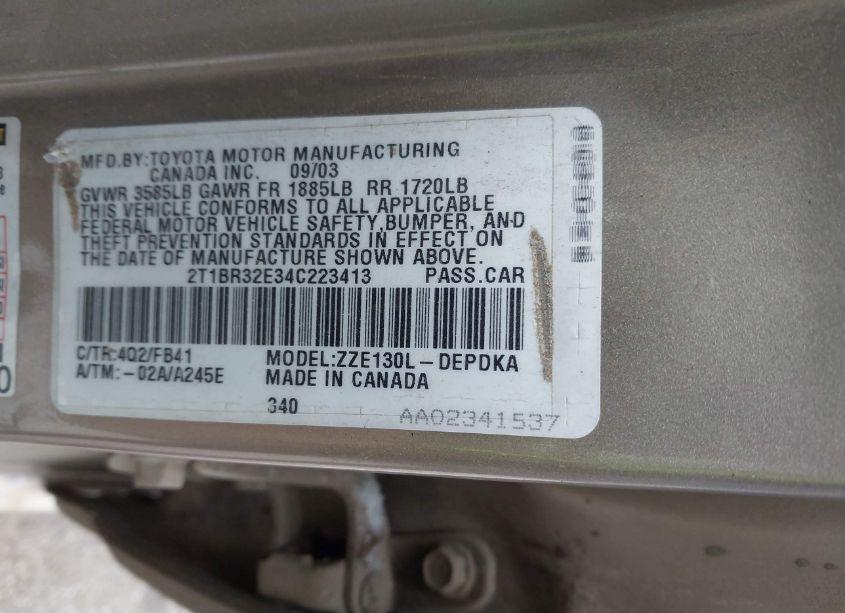 MFD.BY:TOYOTA MOTOR MANUFACTURING
CANADA INC. 09/03
GVWR 3585LB GAWR FR 1885LB RR 1720LB
THIS VEHICLE CONFORMS TO ALL APPLICABLE
FEDERAL MOTOR VEHICLE SAFETY,BUMPER, AND
THEFT PREVENTION STANDARDS IN EFFECT ON
THE DATE OF MANUFACTURE SHOWN ABOVE.
2T1BR32E34C223413 PASS.CAR
C/TR:4Q2/FB41 MODEL:ZZE130L-DEPDKA
A/TM:-02A/A245E MADE IN CANADA
340
AA02341537